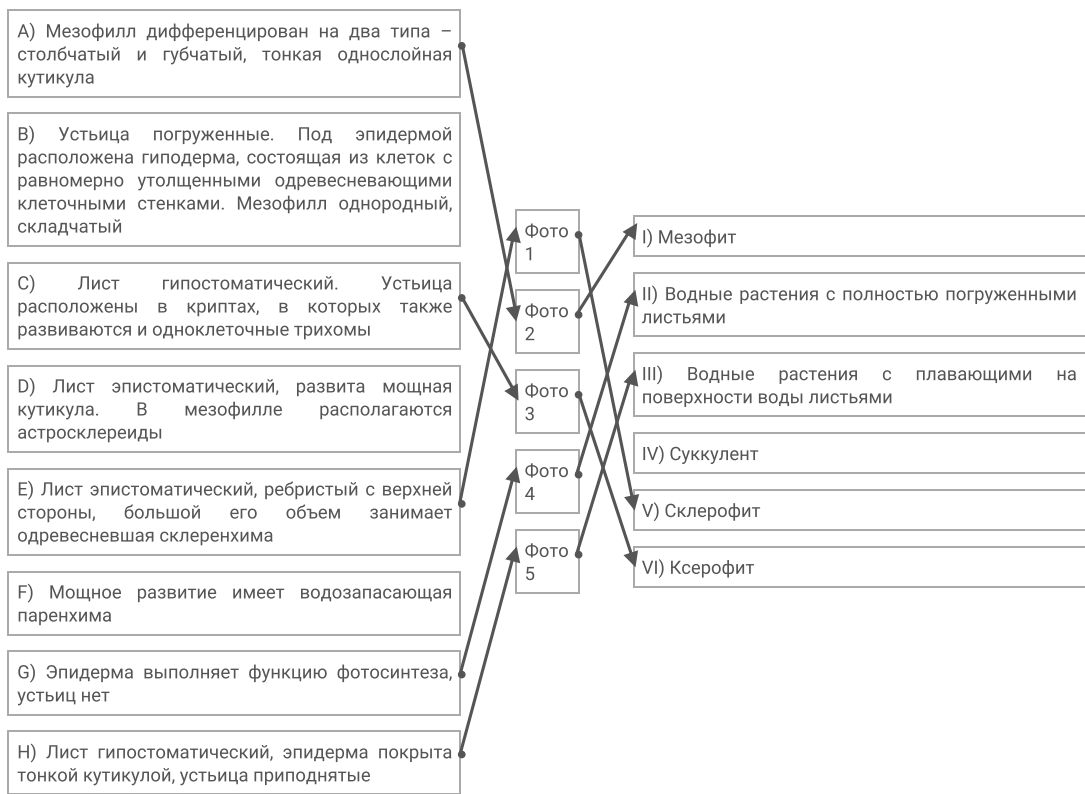 A) Мезофилл дифференцирован на два типа –
столбчатый и губчатый, тонкая однослойная
кутикула
B) Устьица погруженные. Под эпидермой
расположена гиподерма, состоящая из клеток с
равномерно утолщенными одревесневающими
клеточными стенками. Мезофилл однородный,
складчатый
C) Лист гипостоматический. Устьица
расположены в криптах, в которых также
развиваются и одноклеточные трихомы
D) Лист эпистоматический, развита мощная
кутикула. В мезофилле располагаются
астросклереиды
E) Лист эпистоматический, ребристый с верхней
стороны, большой его объем занимает
одревесневшая склеренхима
F) Мощное развитие имеет водозапасающая
паренхима
G) Эпидерма выполняет функцию фотосинтеза,
устьиц нет
H) Лист гипостоматический, эпидерма покрыта
тонкой кутикулой, устьица приподнятые
Фото
1
Фото
2
Фото
3
Фото
4
Фото
5
I) Мезофит
II) Водные растения с полностью погруженными
листьями
III) Водные растения с плавающими на
поверхности воды листьями
IV) Суккулент
V) Склерофит
VI) Ксерофит